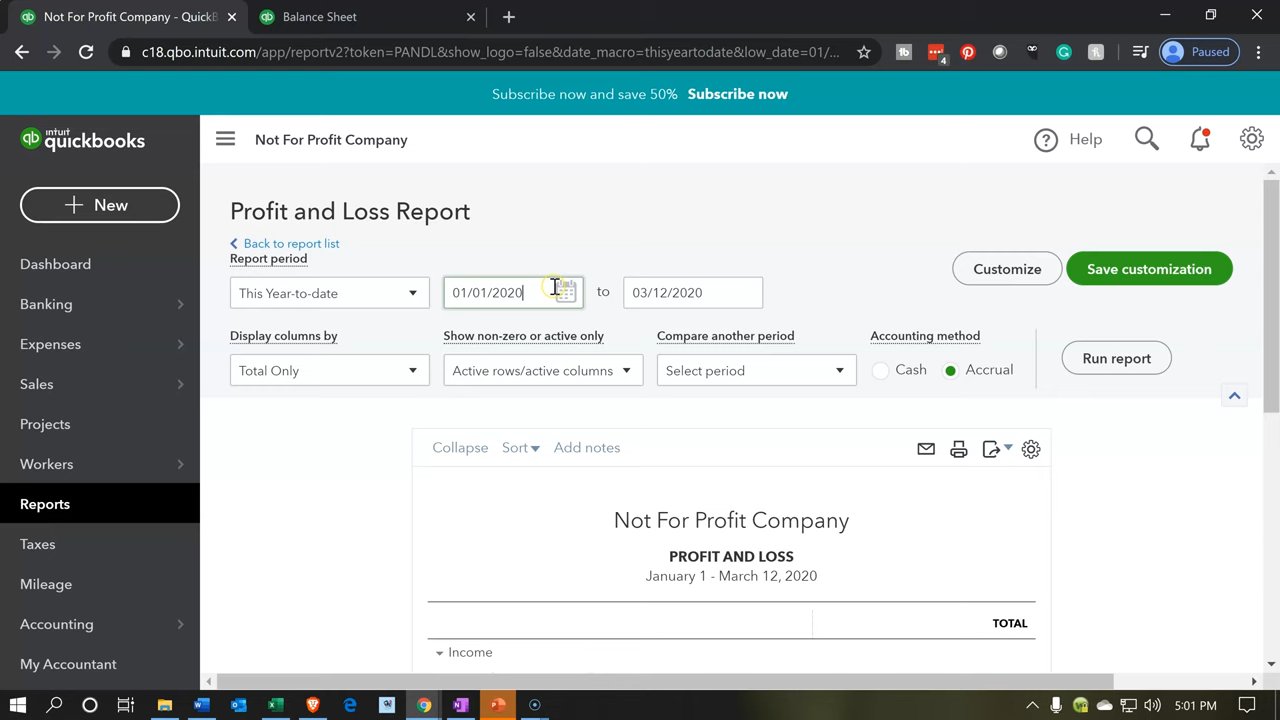 Not For Profit Company - QuickB
Balance Sheet
c18.qbo.intuit.com/app/reportv2?token=PANDL&show_logo=false&date_macro=thisyeartodate&low_date=01/...
4
Paused
Subscribe now and save 50% Subscribe now
intuit
quickbooks
Not For Profit Company
Help
New
Dashboard
Banking
Expenses
Sales
Projects
Workers
Reports
Taxes
Mileage
Accounting
My Accountant
Profit and Loss Report
Back to report list
Report period
This Year-to-date
01/01/2020
to
03/12/2020
Customize
Save customization
Display columns by
Show non-zero or active only
Compare another period
Accounting method
Total Only
Active rows/active columns
Select period
Cash
Accrual
Run report
Collapse
Sort
Add notes
Not For Profit Company
PROFIT AND LOSS
January 1 - March 12, 2020
TOTAL
Income
5:01 PM